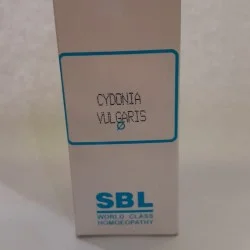 CYDONIA
VULGARIS
Ø
SBL
WORLD CLASS
HOMOEOPATHY